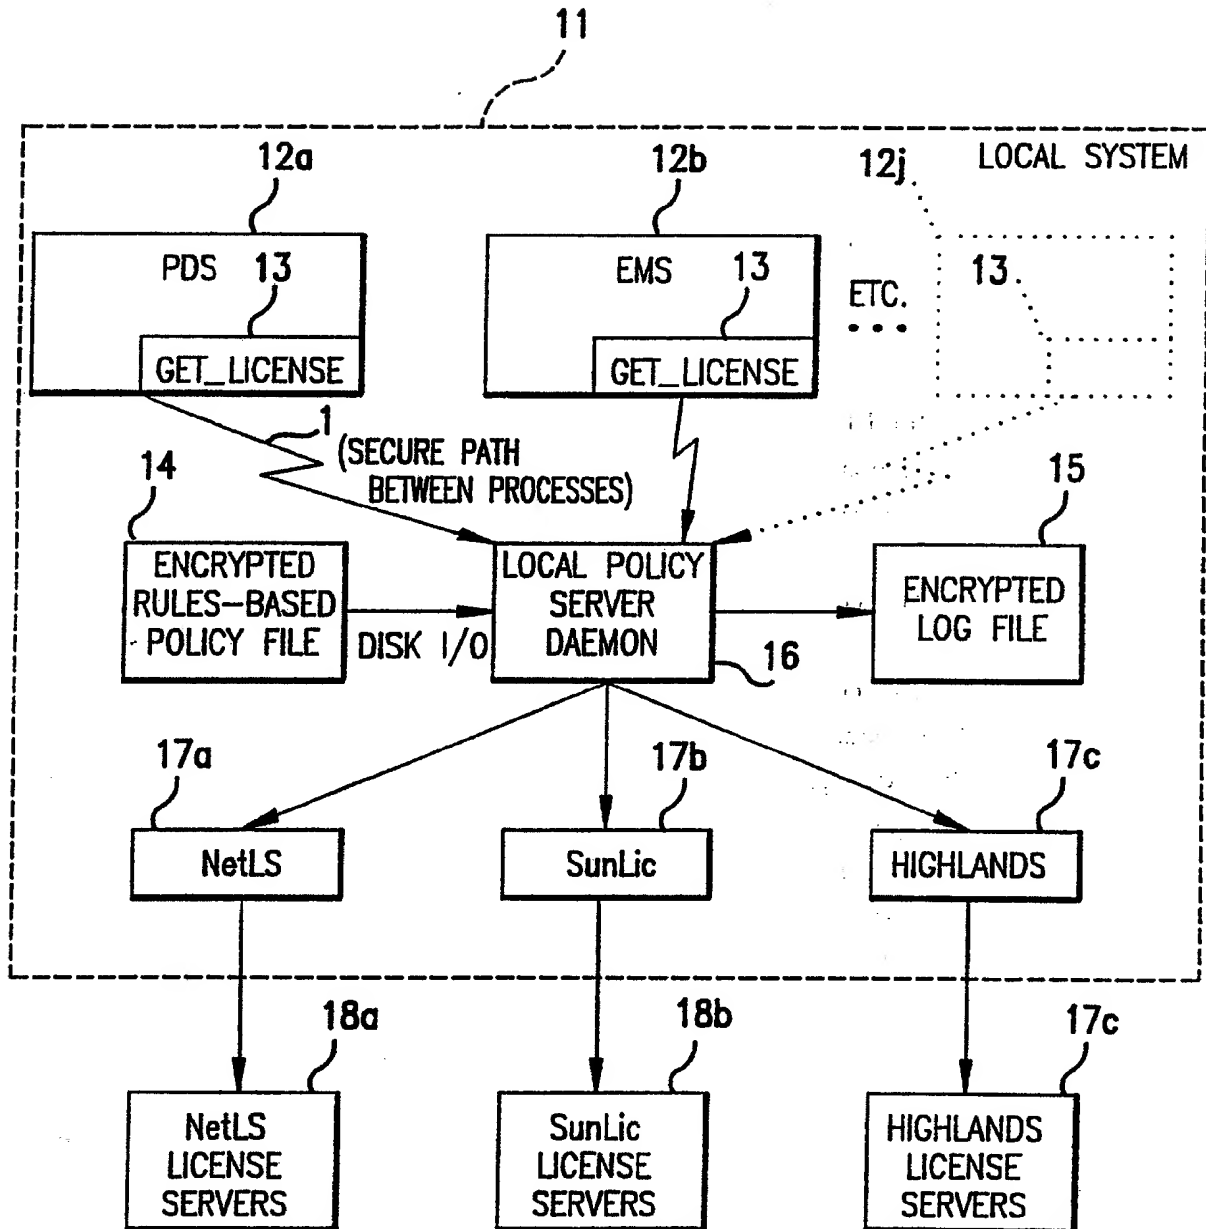 11
12a
12b
12j
LOCAL SYSTEM
PDS
13
EMS
13
ETC.
13
GET_LICENSE
GET_LICENSE
1
(SECURE PATH
BETWEEN PROCESSES)
14
15
ENCRYPTED
RULES-BASED
POLICY FILE
DISK I/O
LOCAL POLICY
SERVER
DAEMON
16
ENCRYPTED
LOG FILE
17a
17b
17c
NetLS
SunLic
HIGHLANDS
18a
18b
17c
NetLS
LICENSE
SERVERS
SunLic
LICENSE
SERVERS
HIGHLANDS
LICENSE
SERVERS